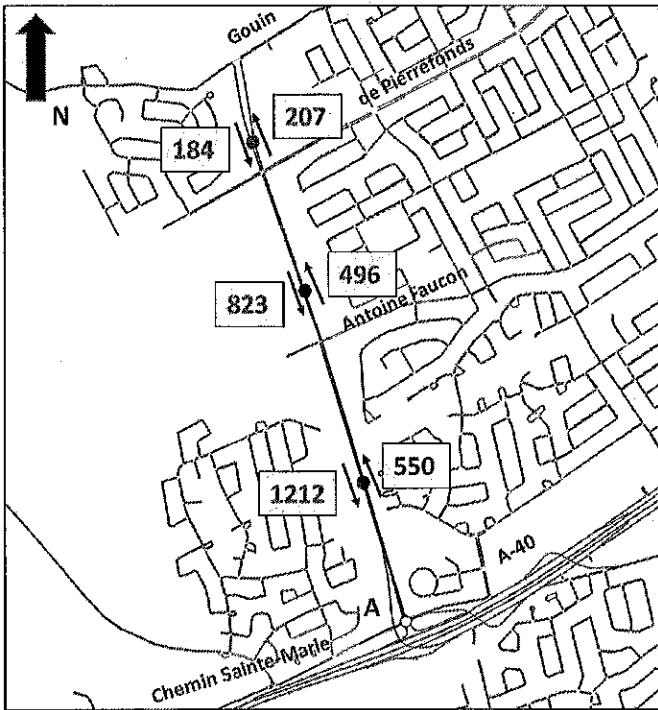 Gouin
de Pierrefonds
N
207
184
496
823
Antoine Faucon
550
1212
A-40
A
Chemin Sainte-Marie